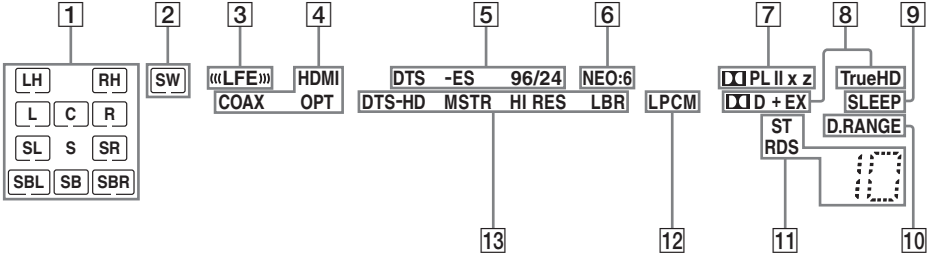 1 2 3 4 5 6 7 8 9
LH RH SW LFE HDMI DTS -ES 96/24 NEO:6 PL II x z TrueHD
COAX OPT DTS-HD MSTR HI RES LBR LPCM D + EX SLEEP
L C R ST D.RANGE
SL S SR RDS
SBL SB SBR 10
13 12 11 10